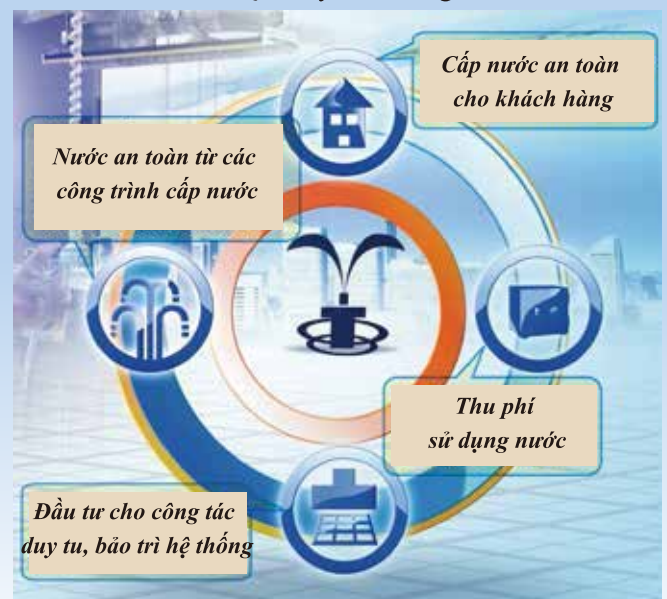 Cấp nước an toàn
cho khách hàng
Nước an toàn từ các
công trình cấp nước
Thu phí
sử dụng nước
Đầu tư cho công tác
duy tu, bảo trì hệ thống